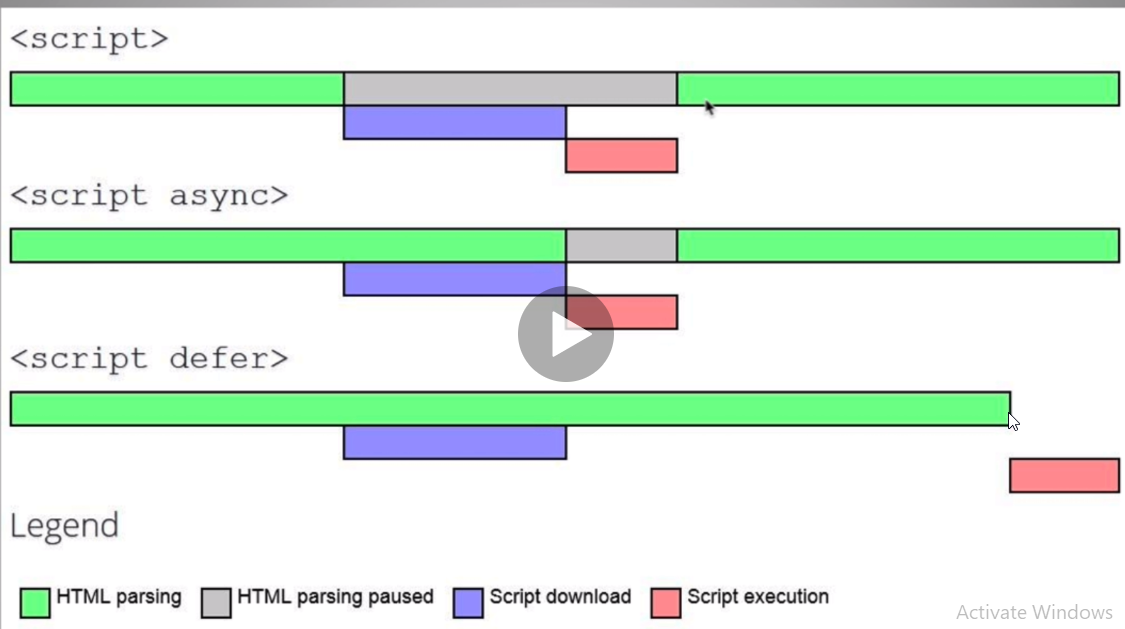 <script>
<script async>
<script defer>
Legend
HTML parsing HTML parsing paused Script download Script execution
Activate Windows